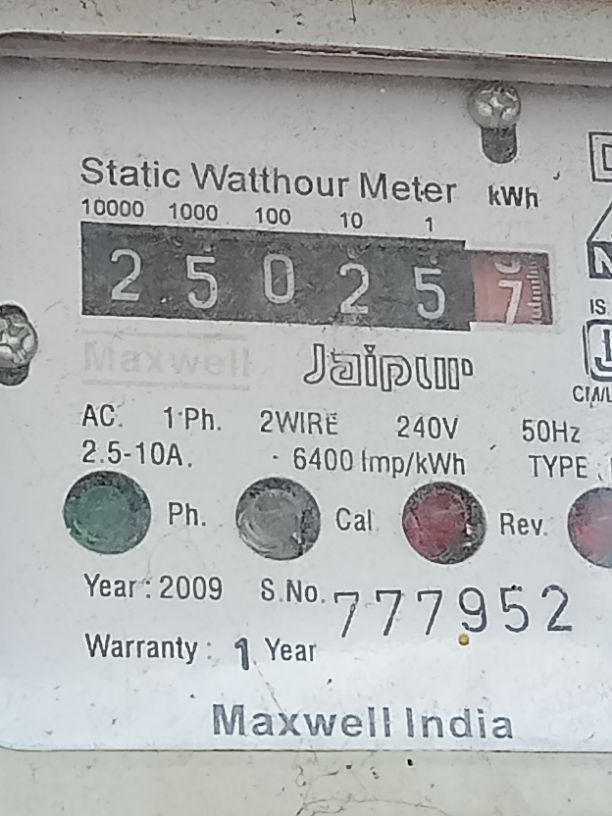 Static Watthour Meter kWh
10000 1000 100 10 1
2 5 0 2 5 7
Maxwell Jaipur
AC. 1 Ph. 2WIRE 240V 50Hz
2.5-10A. 6400 Imp/kWh TYPE
IS
Ph. Cal Rev.
Year : 2009 S.No. 777952
Warranty : 1 Year
Maxwell India